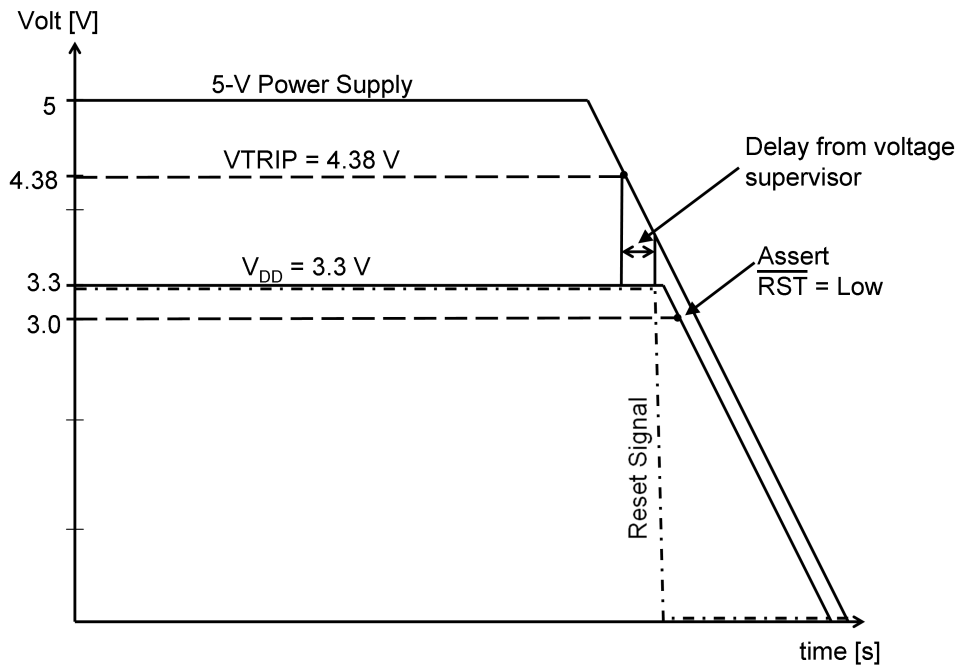 Volt [V]
5-V Power Supply
5
Delay from voltage
supervisor
VTRIP = 4.38 V
4.38
Assert
RST = Low
VDD = 3.3 V
3.3
3.0
Reset Signal
time [s]